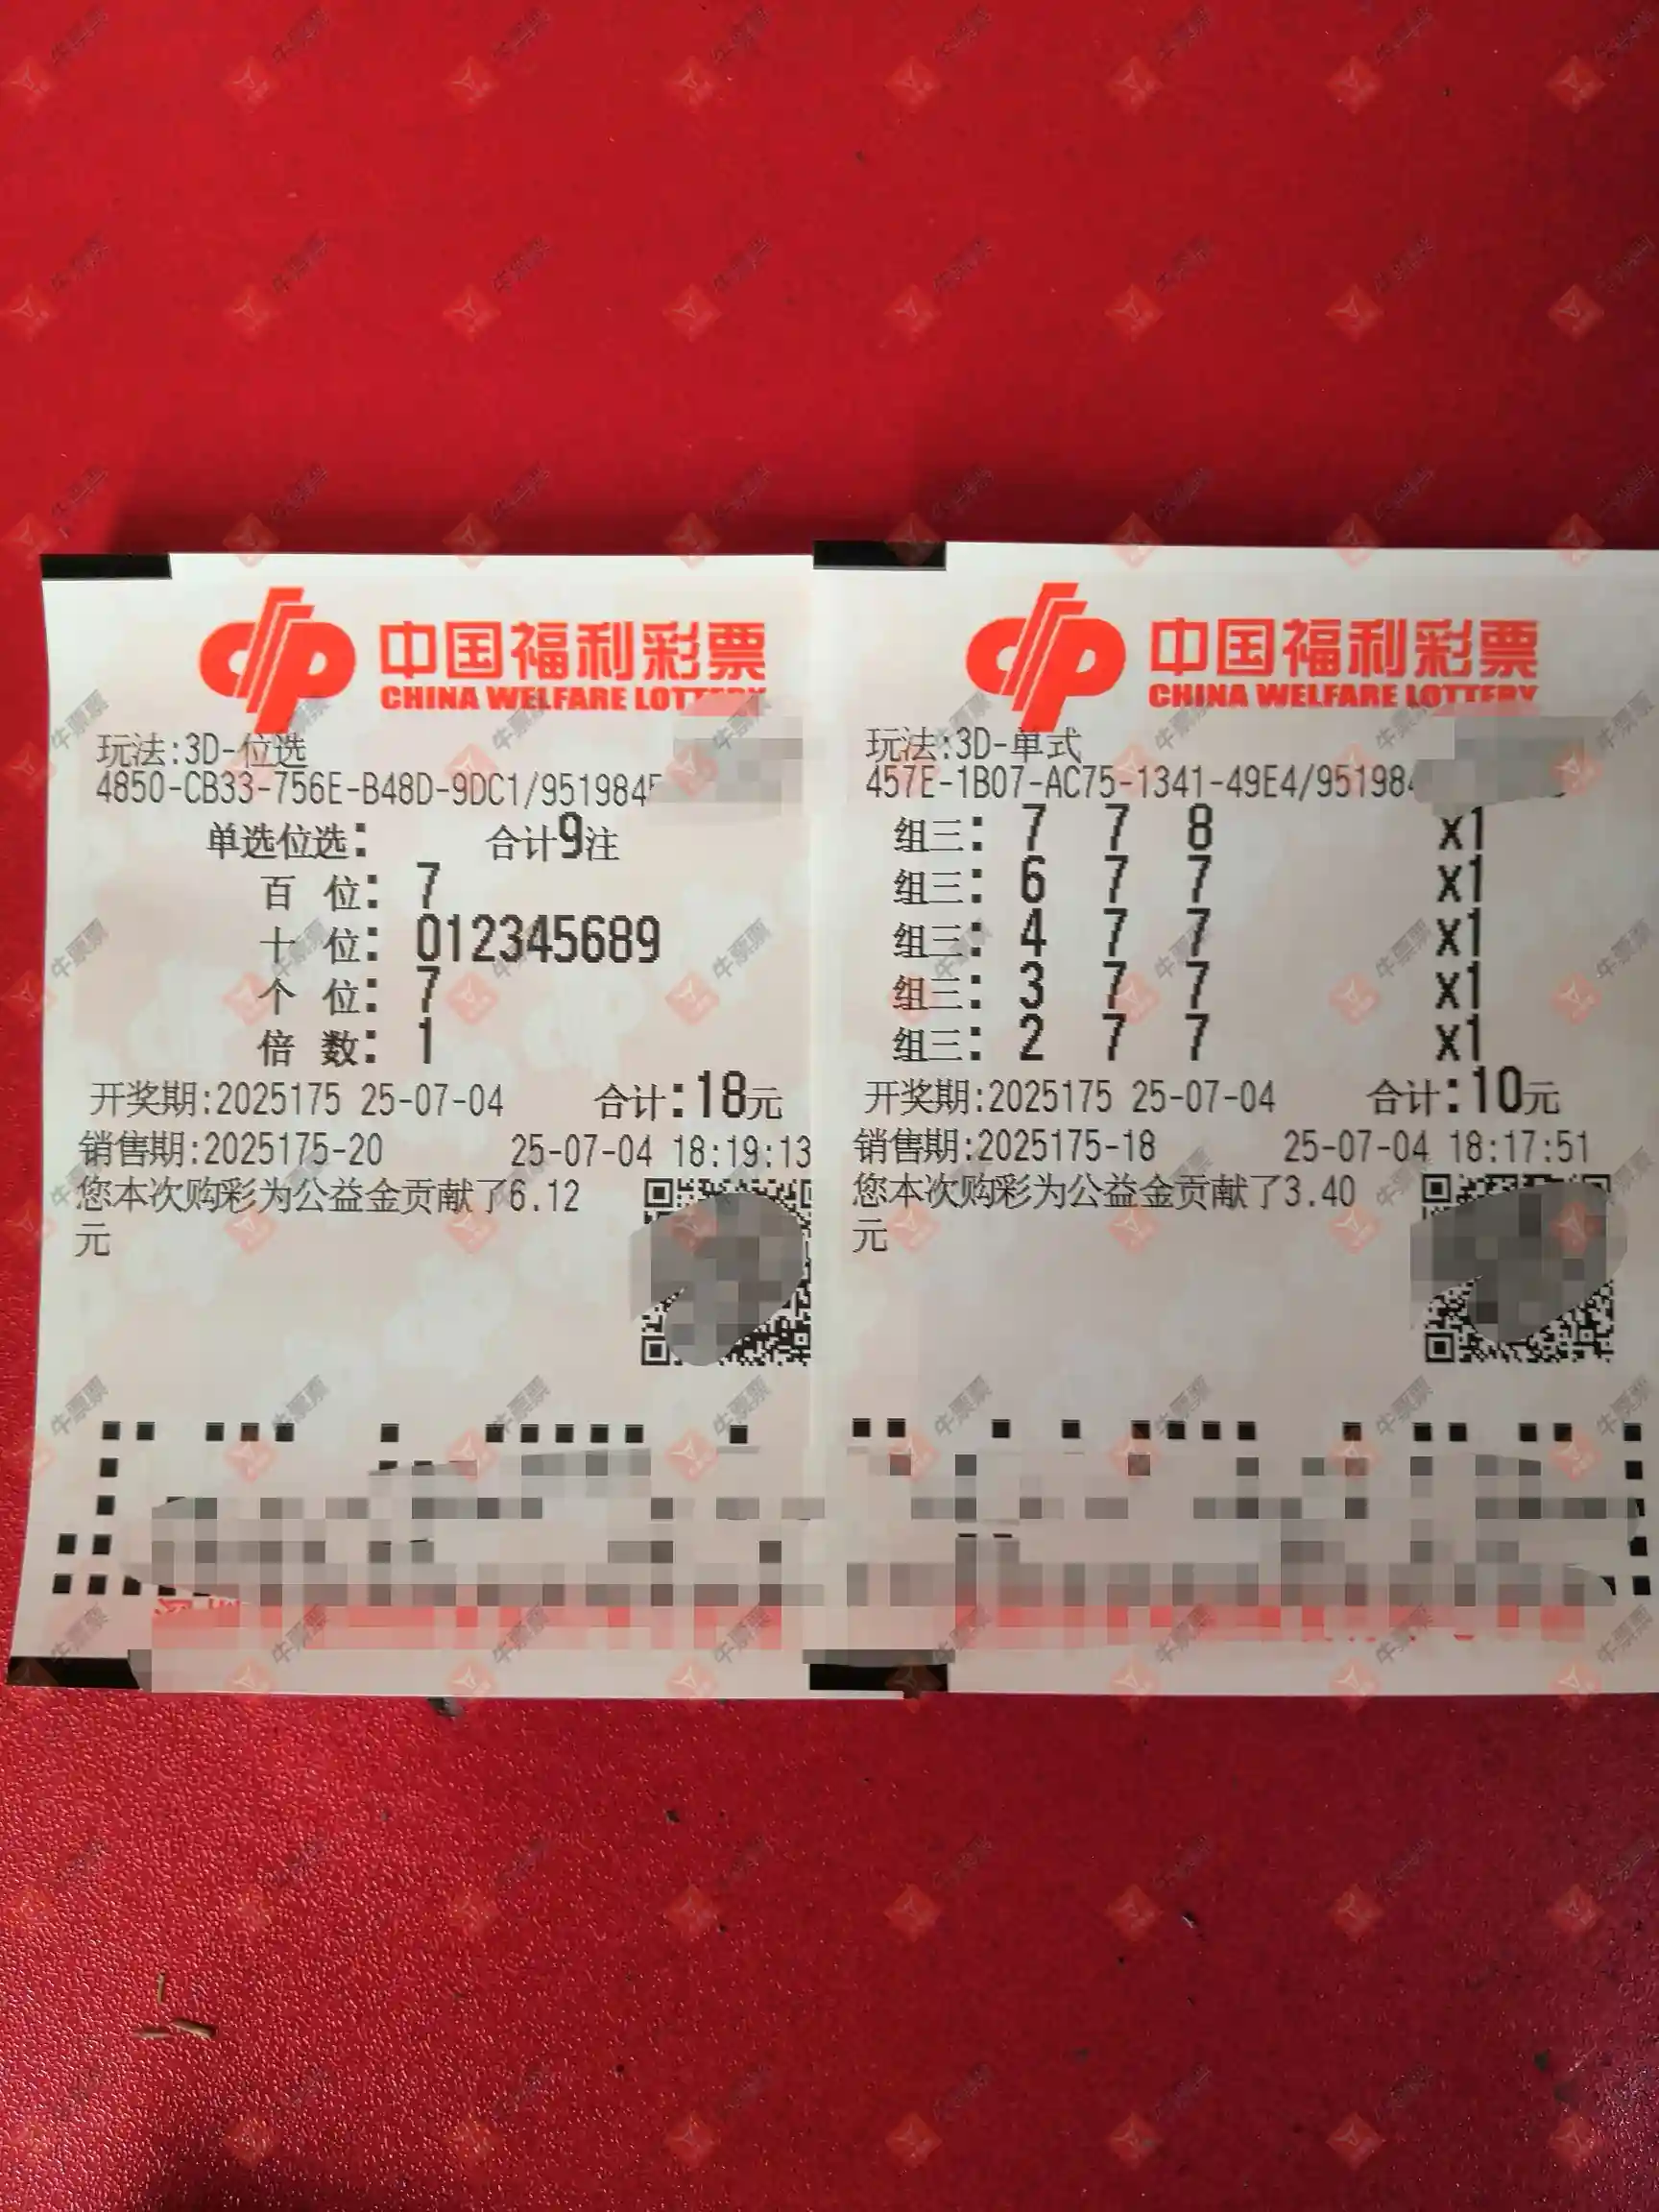 中国福利彩票
CHINA WELFARE LOTTERY
玩法:3D-位选
4850-CB33-756E-B48D-9DC1/951984
单选位选: 合计9注
百 位: 7
十 位: 012345689
个 位: 7
倍 数: 1
开奖期:2025175 25-07-04 合计:18元
销售期:2025175-20 25-07-04 18:19:13
您本次购彩为公益金贡献了6.12
元
中国福利彩票
CHINA WELFARE LOTTERY
玩法:3D-单式
457E-1B07-AC75-1341-49E4/95198
组三: 7 7 8 x1
组三: 6 7 7 x1
组三: 4 7 7 x1
组三: 3 7 7 x1
组三: 2 7 7 x1
开奖期:2025175 25-07-04 合计:10元
销售期:2025175-18 25-07-04 18:17:51
您本次购彩为公益金贡献了3.40
元
牛票票